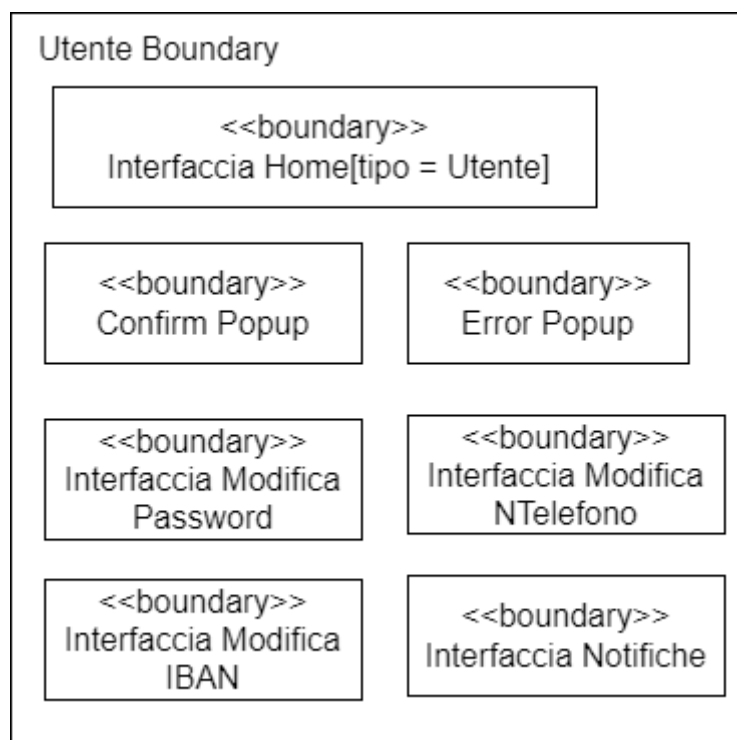 Utente Boundary
<<boundary>>
Interfaccia Home[tipo = Utente]
<<boundary>>
Confirm Popup
<<boundary>>
Error Popup
<<boundary>>
Interfaccia Modifica
Password
<<boundary>>
Interfaccia Modifica
NTelefono
<<boundary>>
Interfaccia Modifica
IBAN
<<boundary>>
Interfaccia Notifiche